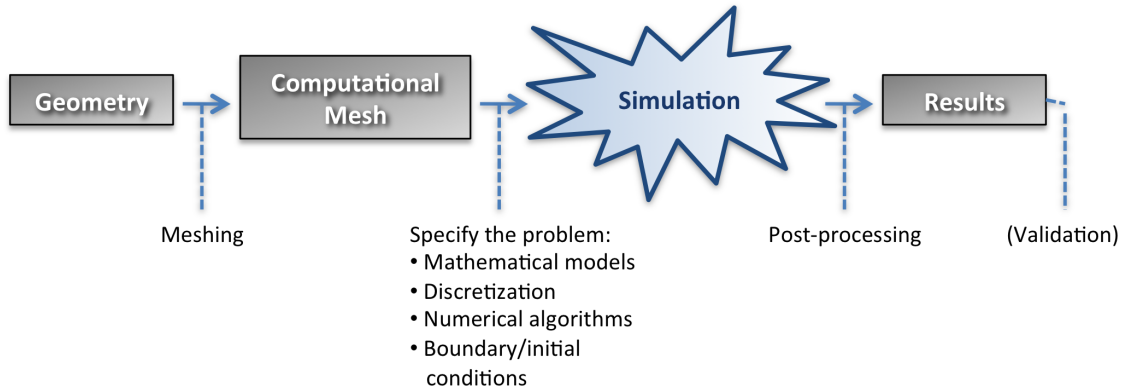 Geometry
Computational
Mesh
Simulation
Results
Meshing
Specify the problem:
• Mathematical models
• Discretization
• Numerical algorithms
• Boundary/initial
conditions
Post-processing
(Validation)